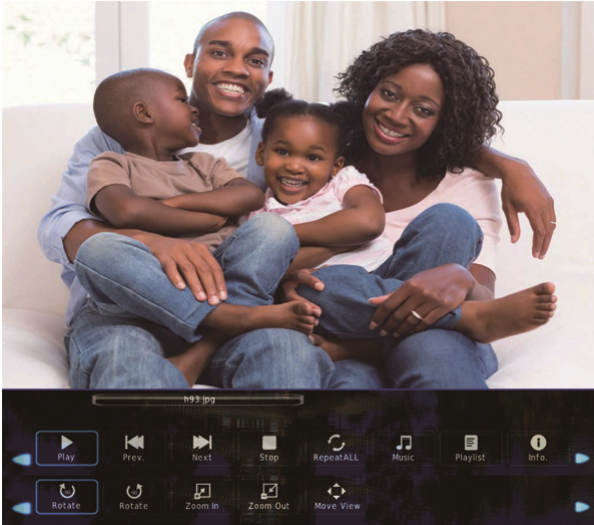 h93.jpg
Play Prev. Next Stop RepeatALL Music Playlist Info.
Rotate Rotate Zoom In Zoom Out Move View